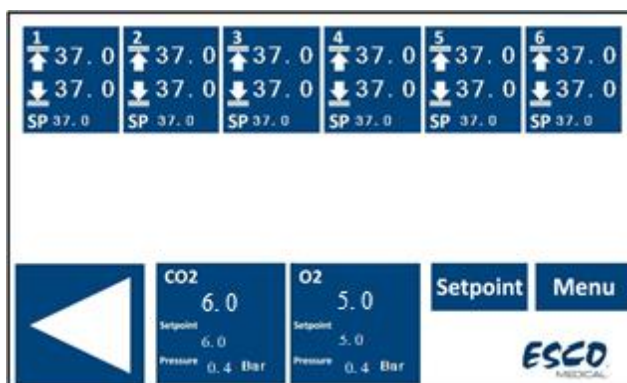 1 2 3 4 5 6
37.0 37.0 37.0 37.0 37.0 37.0
37.0 37.0 37.0 37.0 37.0 37.0
SP 37.0 SP 37.0 SP 37.0 SP 37.0 SP 37.0 SP 37.0
CO2
6.0
Setpoint
6.0
Pressure 0.4 Bar
O2
5.0
Setpoint
5.0
Pressure 0.4 Bar
Setpoint
Menu
ESCO
MEDICAL